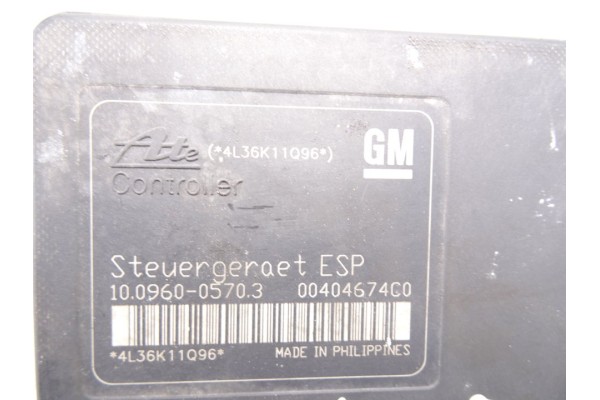 Ate (*4L36K11Q96*) GM
Controller
Steuergeraet ESP
10.0960-0570.3 00404674C0
*4L36K11Q96* MADE IN PHILIPPINES